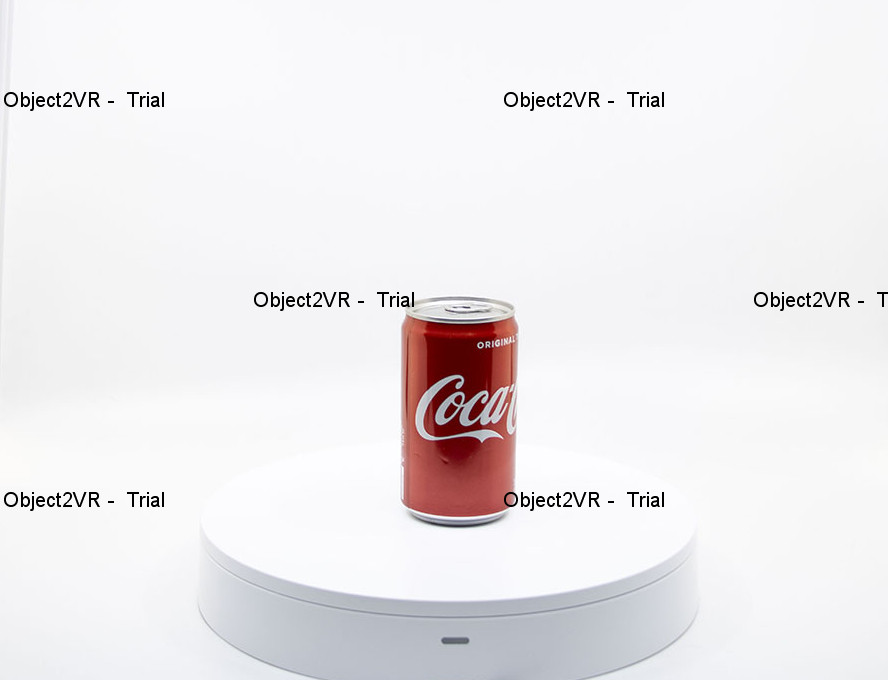 Object2VR - Trial
Object2VR - Trial
Object2VR - Trial
Object2VR - T
ORIGINAL
Coca-C
Object2VR - Trial
Object2VR - Trial